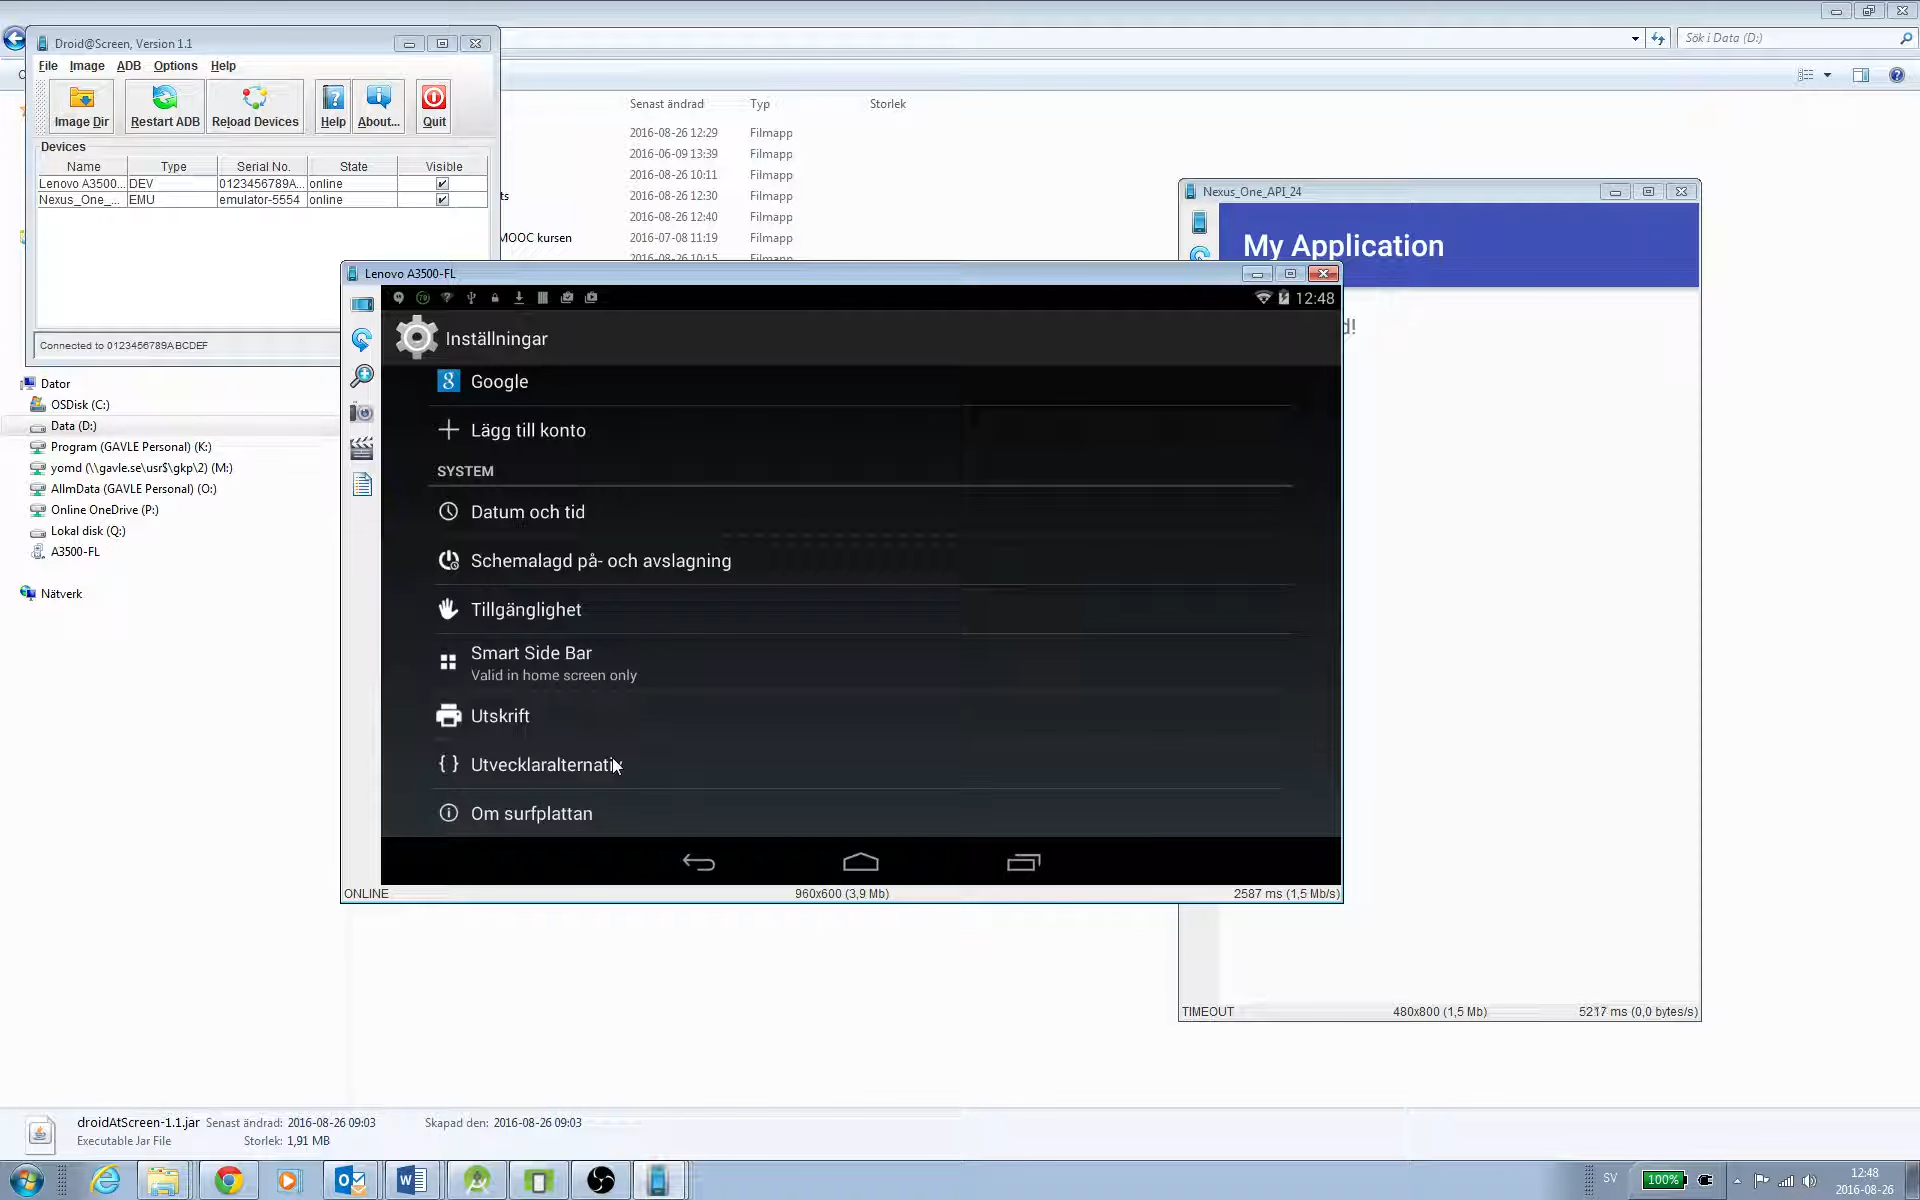 Droid@Screen, Version 1.1
File Image ADB Options Help
Image Dir Restart ADB Reload Devices Help About... Quit
Devices
Name Type Serial No. State Visible
Lenovo A3500... DEV 0123456789A... online
Nexus_One_... EMU emulator-5554 online
Connected to 0123456789ABCDEF
Sök i Data (D:)
Senast ändrad Typ Storlek
2016-08-26 12:29 Filmapp
2016-06-09 13:39 Filmapp
2016-08-26 10:11 Filmapp
ts 2016-08-26 12:30 Filmapp
2016-08-26 12:40 Filmapp
MOOC kursen 2016-07-08 11:19 Filmapp
2016-08-26 10:15 Filmapp
Dator
OSDisk (C:)
Data (D:)
Program (GAVLE Personal) (K:)
yomd (\\gavle.se\usr$\gkp\2) (M:)
AllmData (GAVLE Personal) (O:)
Online OneDrive (P:)
Lokal disk (Q:)
A3500-FL
Nätverk
Lenovo A3500-FL
12:48
Inställningar
Google
Lägg till konto
SYSTEM
Datum och tid
Schemalagd på- och avslagning
Tillgänglighet
Smart Side Bar
Valid in home screen only
Utskrift
Utvecklaralternativ
Om surfplattan
ONLINE 960x600 (3,9 Mb) 2587 ms (1,5 Mb/s)
Nexus_One_API_24
My Application
d!
TIMEOUT 480x800 (1,5 Mb) 5217 ms (0,0 bytes/s)
droidAtScreen-1.1.jar Senast ändrad: 2016-08-26 09:03 Skapad den: 2016-08-26 09:03
Executable Jar File Storlek: 1,91 MB
SV 100% 12:48
2016-08-26